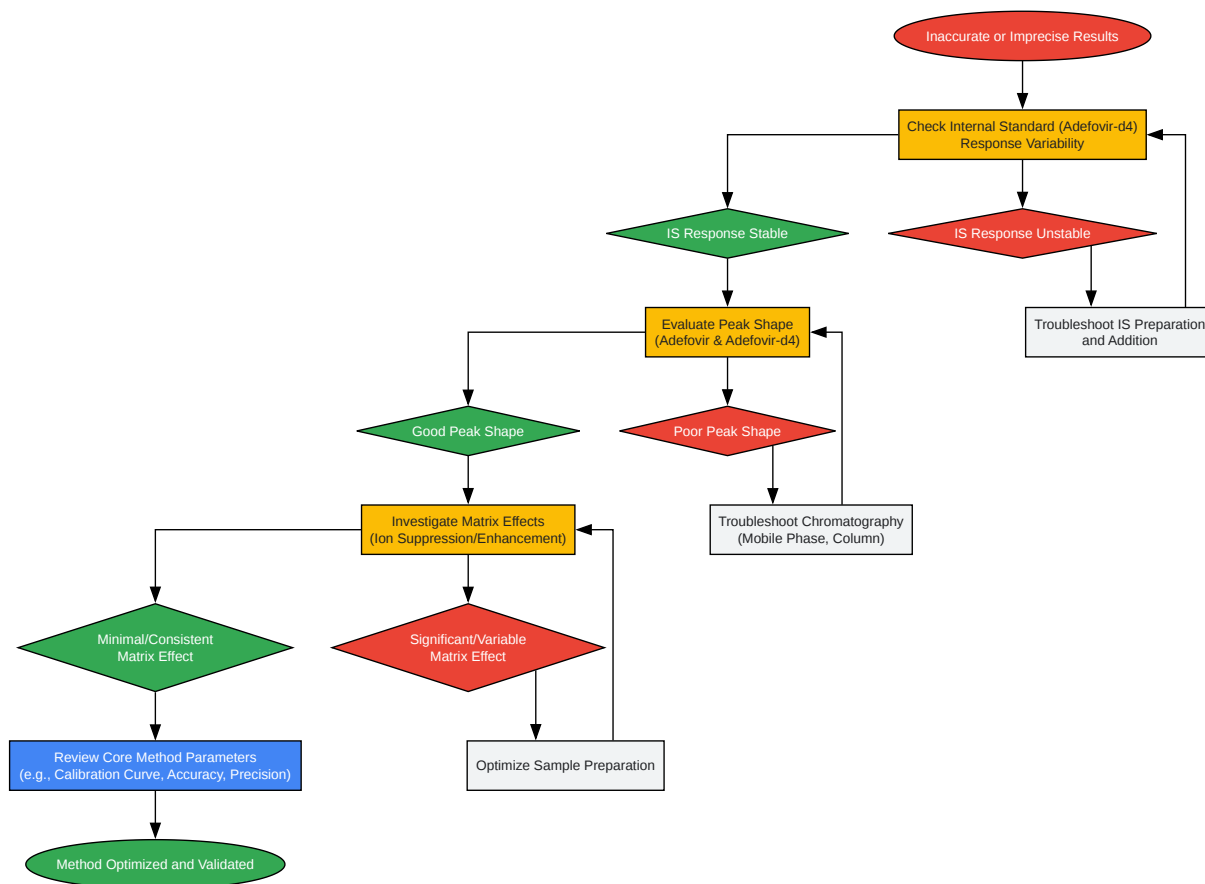 Inaccurate or Imprecise Results
Check Internal Standard (Adefovir-d4)
Response Variability
IS Response Stable
IS Response Unstable
Evaluate Peak Shape
(Adefovir & Adefovir-d4)
Troubleshoot IS Preparation
and Addition
Good Peak Shape
Poor Peak Shape
Investigate Matrix Effects
(Ion Suppression/Enhancement)
Troubleshoot Chromatography
(Mobile Phase, Column)
Minimal/Consistent
Matrix Effect
Significant/Variable
Matrix Effect
Review Core Method Parameters
(e.g., Calibration Curve, Accuracy, Precision)
Optimize Sample Preparation
Method Optimized and Validated